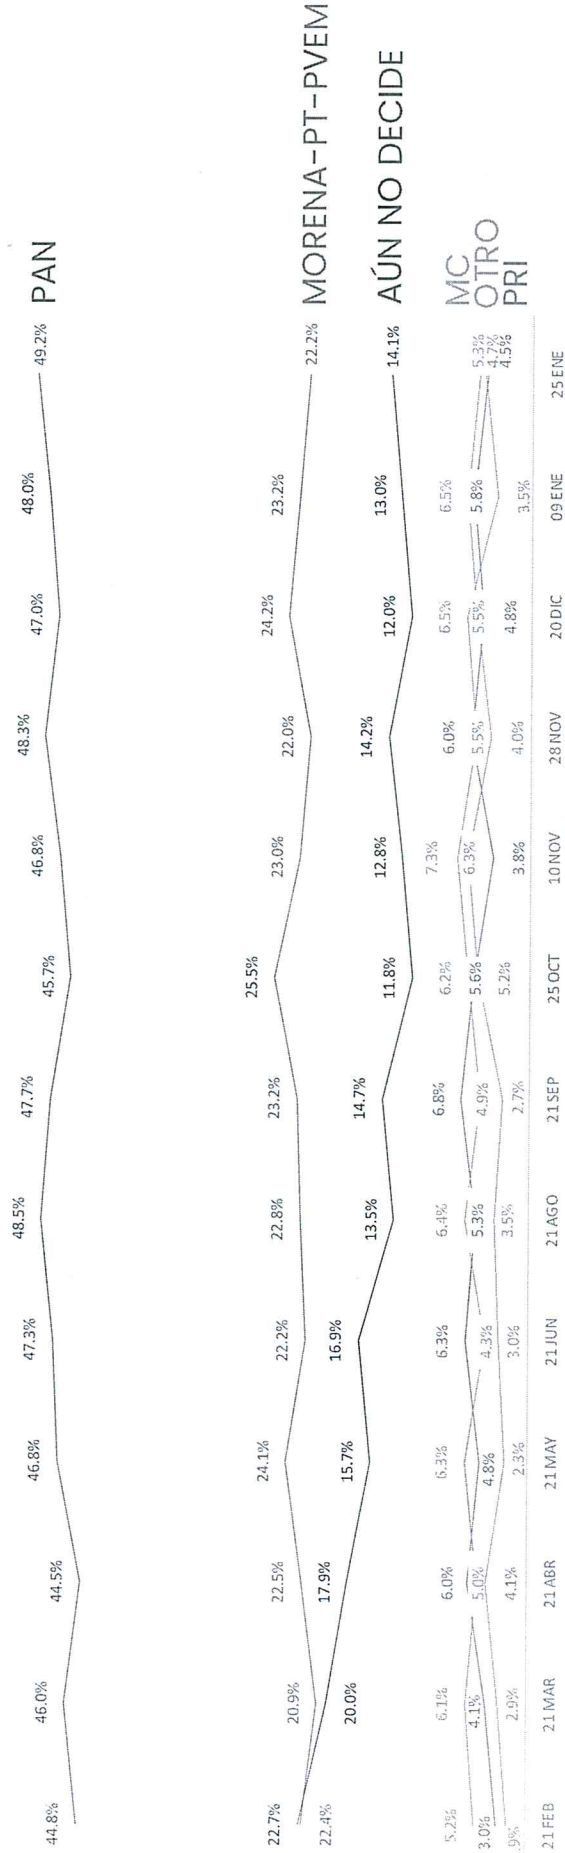 44.8% 46.0% 44.5% 46.8% 47.3% 48.5% 47.7% 45.7% 46.8% 48.3% 47.0% 48.0% 49.2% PAN
22.7% 20.9% 22.5% 24.1% 22.2% 22.8% 23.2% 25.5% 23.0% 22.0% 24.2% 23.2% 22.2% MORENA-PT-PVEM
22.4% 20.0% 17.9% 15.7% 16.9% 13.5% 14.7% 11.8% 12.8% 14.2% 12.0% 13.0% 14.1% AÚN NO DECIDE
5.2% 6.1% 6.0% 6.3% 6.3% 6.4% 6.8% 6.2% 7.3% 6.0% 6.5% 6.5% 5.3% MC
3.0% 4.1% 5.0% 4.8% 4.3% 5.3% 4.9% 5.6% 6.3% 5.5% 5.5% 5.8% 4.7% OTRO
.9% 2.9% 4.1% 2.3% 3.0% 3.5% 2.7% 5.2% 3.8% 4.0% 4.8% 3.5% 4.5% PRI
21 FEB 21 MAR 21 ABR 21 MAY 21 JUN 21 AGO 21 SEP 25 OCT 10 NOV 28 NOV 20 DIC 09 ENE 25 ENE